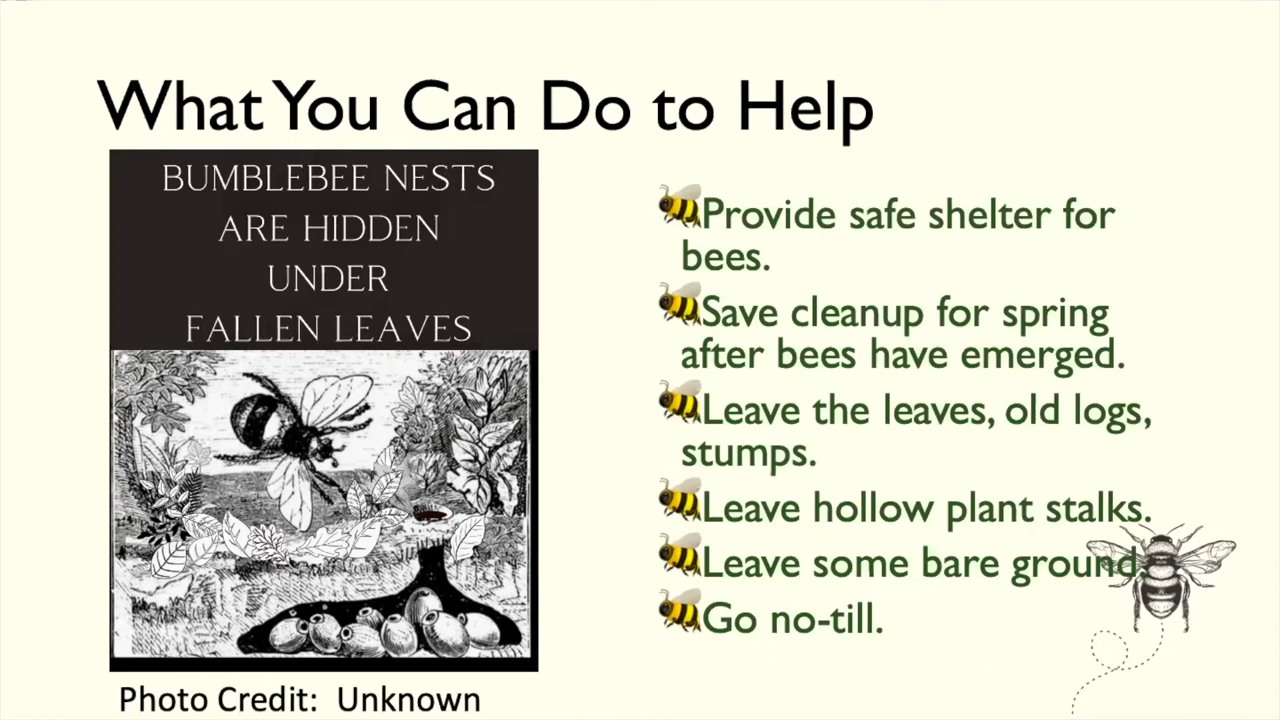 What You Can Do to Help
BUMBLEBEE NESTS
ARE HIDDEN
UNDER
FALLEN LEAVES
Photo Credit:  Unknown
Provide safe shelter for
bees.
Save cleanup for spring
after bees have emerged.
Leave the leaves, old logs,
stumps.
Leave hollow plant stalks.
Leave some bare ground
Go no-till.